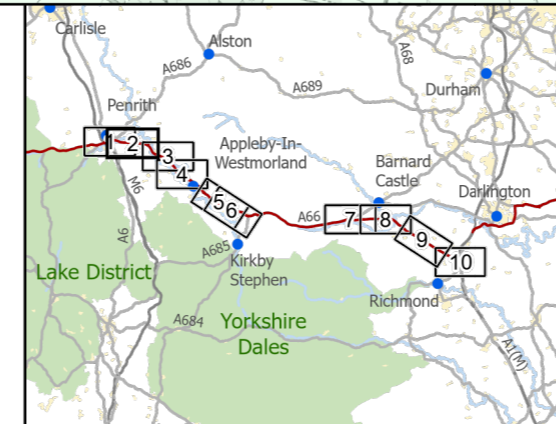 Carlisle
Alston
A686
A689
A68
Durham
Penrith
1
2
3
4
5
6
Appleby-In-
Westmorland
Barnard
Castle
Darlington
M6
A6
A66
7
8
9
10
A685
Kirkby
Stephen
Lake District
Richmond
A684
Yorkshire
Dales
A1(M)